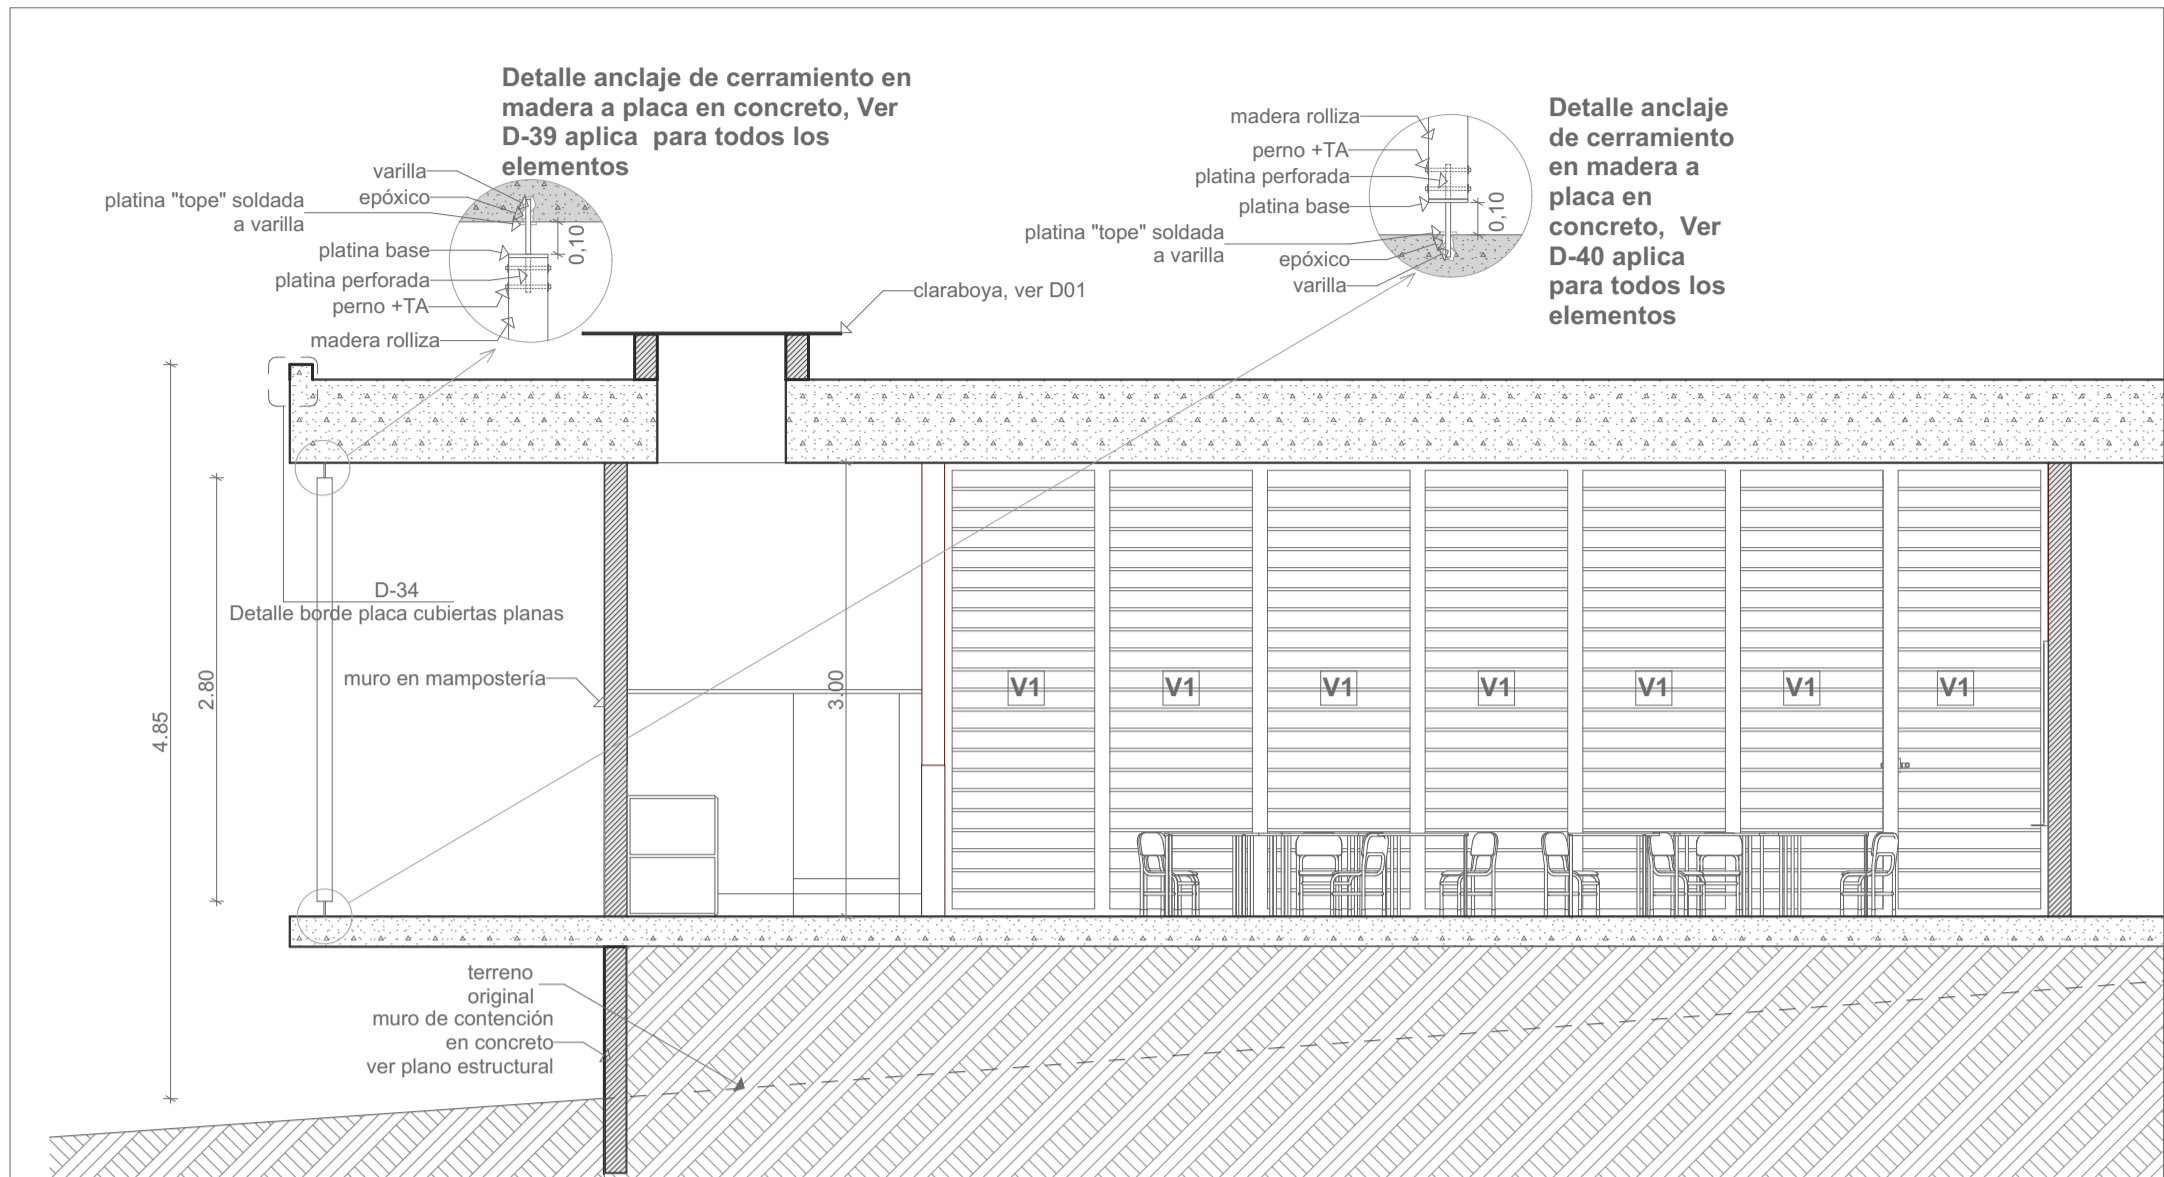 Detalle anclaje de cerramiento en
madera a placa en concreto, Ver
D-39 aplica  para todos los
elementos
varilla
epóxico
platina "tope" soldada
a varilla
platina base
platina perforada
perno +TA
madera rolliza
0,10
claraboya, ver D01
madera rolliza
perno +TA
platina perforada
platina base
platina "tope" soldada
a varilla
epóxico
varilla
0,10
Detalle anclaje
de cerramiento
en madera a
placa en
concreto,  Ver
D-40 aplica
para todos los
elementos
D-34
Detalle borde placa cubiertas planas
muro en mampostería
4.85
2.80
3.00
V1
V1
V1
V1
V1
V1
V1
terreno
original
muro de contención
en concreto
ver plano estructural